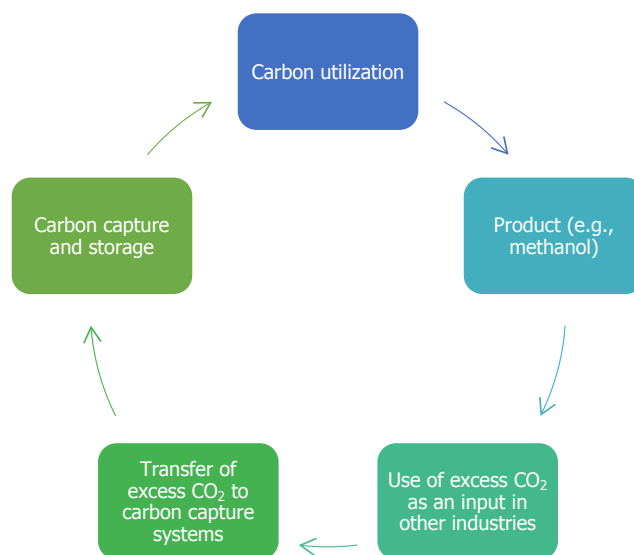 Carbon utilization
Product (e.g.,
methanol)
Use of excess CO₂
as an input in
other industries
Transfer of
excess CO₂ to
carbon capture
systems
Carbon capture
and storage